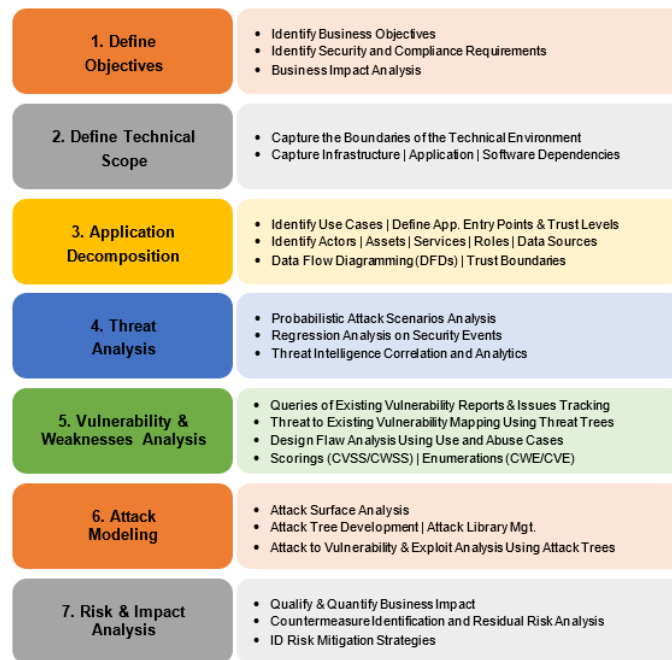 1. Define
Objectives
• Identify Business Objectives
• Identify Security and Compliance Requirements
• Business Impact Analysis
2. Define Technical
Scope
• Capture the Boundaries of the Technical Environment
• Capture Infrastructure | Application | Software Dependencies
3. Application
Decomposition
• Identify Use Cases | Define App. Entry Points & Trust Levels
• Identify Actors | Assets | Services | Roles | Data Sources
• Data Flow Diagramming (DFDs) | Trust Boundaries
4. Threat
Analysis
• Probabilistic Attack Scenarios Analysis
• Regression Analysis on Security Events
• Threat Intelligence Correlation and Analytics
5. Vulnerability &
Weaknesses Analysis
• Queries of Existing Vulnerability Reports & Issues Tracking
• Threat to Existing Vulnerability Mapping Using Threat Trees
• Design Flaw Analysis Using Use and Abuse Cases
• Scorings (CVSS/CWSS) | Enumerations (CWE/CVE)
6. Attack
Modeling
• Attack Surface Analysis
• Attack Tree Development | Attack Library Mgt.
• Attack to Vulnerability & Exploit Analysis Using Attack Trees
7. Risk & Impact
Analysis
• Qualify & Quantify Business Impact
• Countermeasure Identification and Residual Risk Analysis
• ID Risk Mitigation Strategies